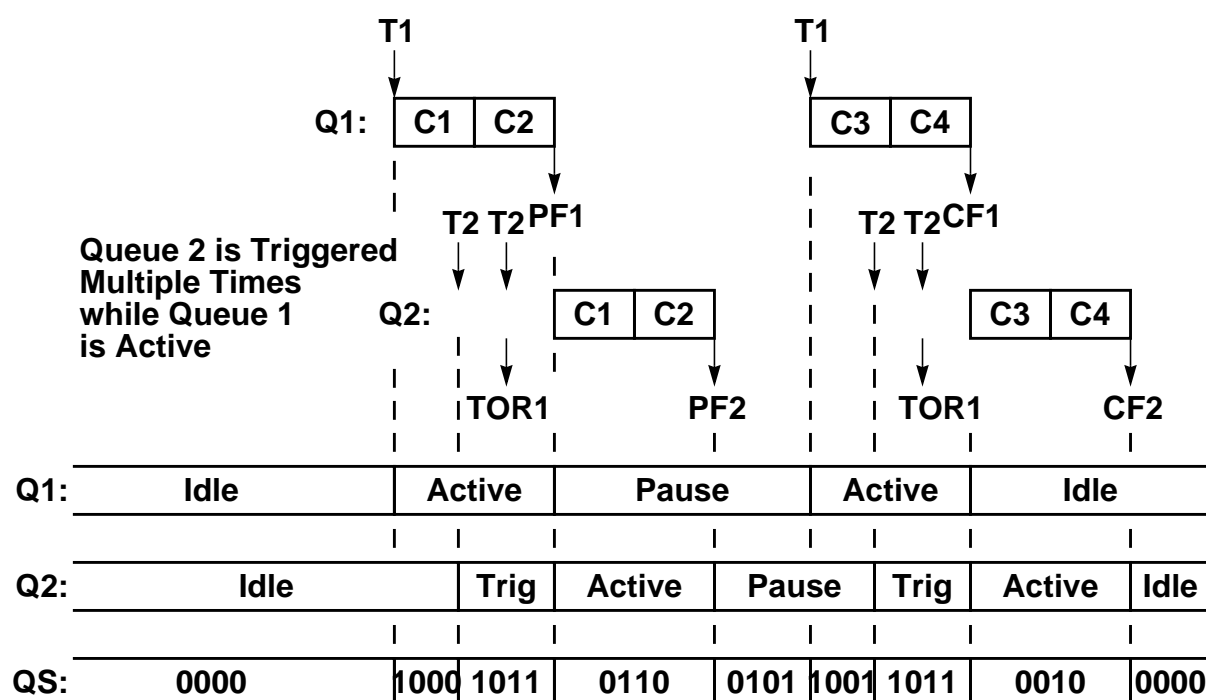 T1 T1
Q1: C1 C2 C3 C4
T2 T2 PF1 T2 T2 CF1
Queue 2 is Triggered
Multiple Times
while Queue 1
is Active
Q2: C1 C2 C3 C4
TOR1 PF2 TOR1 CF2
Q1: Idle Active Pause Active Idle
Q2: Idle Trig Active Pause Trig Active Idle
QS: 0000 1000 1011 0110 0101 1001 1011 0010 0000